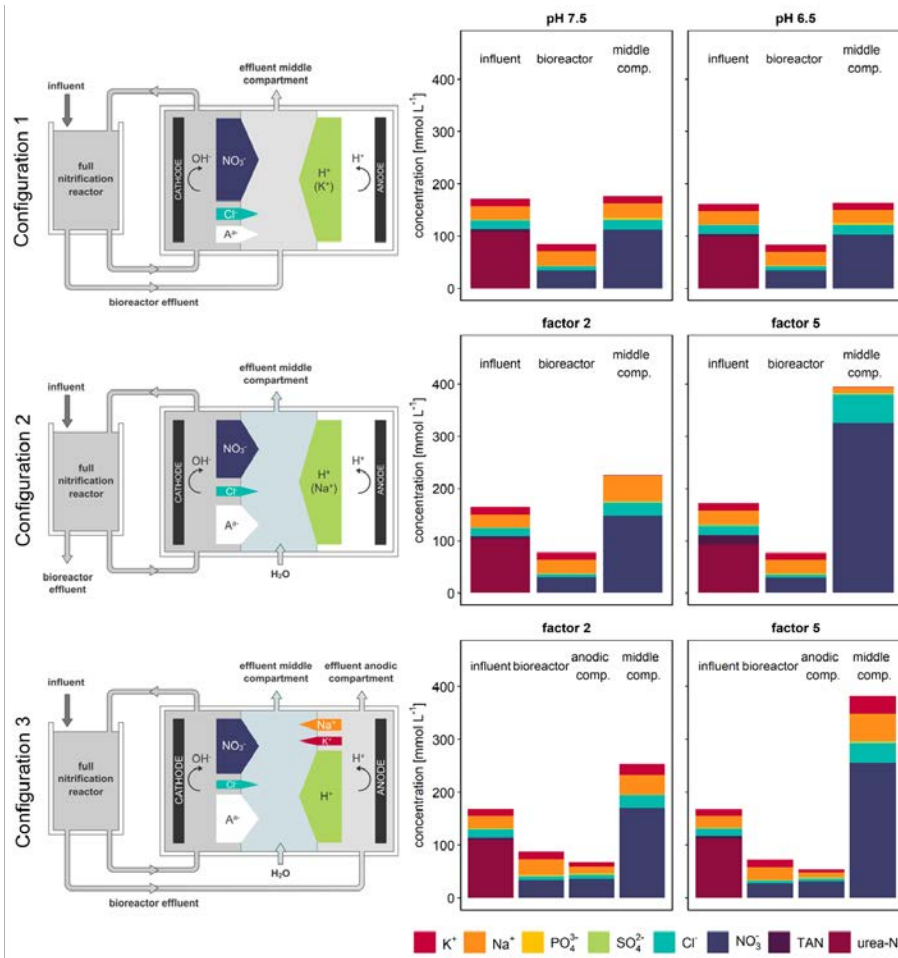 Configuration 1
influent
full
nitrification
reactor
bioreactor effluent
effluent middle
compartment
CATHODE
OH⁻
NO₃⁻
Cl⁻
Aᵃ⁻
H⁺
(K⁺)
H⁺
ANODE
concentration [mmol L⁻¹]
400
300
200
100
0
pH 7.5
influent
bioreactor
middle
comp.
pH 6.5
influent
bioreactor
middle
comp.
Configuration 2
influent
full
nitrification
reactor
bioreactor
effluent
effluent middle
compartment
CATHODE
OH⁻
NO₃⁻
Cl⁻
Aᵃ⁻
H⁺
(Na⁺)
H⁺
ANODE
H₂O
concentration [mmol L⁻¹]
400
300
200
100
0
factor 2
influent
bioreactor
middle
comp.
factor 5
influent
bioreactor
middle
comp.
Configuration 3
influent
full
nitrification
reactor
bioreactor effluent
effluent middle
compartment
effluent anodic
compartment
CATHODE
OH⁻
NO₃⁻
Cl⁻
Aᵃ⁻
Na⁺
K⁺
H⁺
H⁺
ANODE
H₂O
concentration [mmol L⁻¹]
400
300
200
100
0
factor 2
influent bioreactor
anodic
comp.
middle
comp.
factor 5
influent bioreactor
anodic
comp.
middle
comp.
K⁺ Na⁺ PO₄³⁻ SO₄²⁻ Cl⁻ NO₃⁻ TAN urea-N